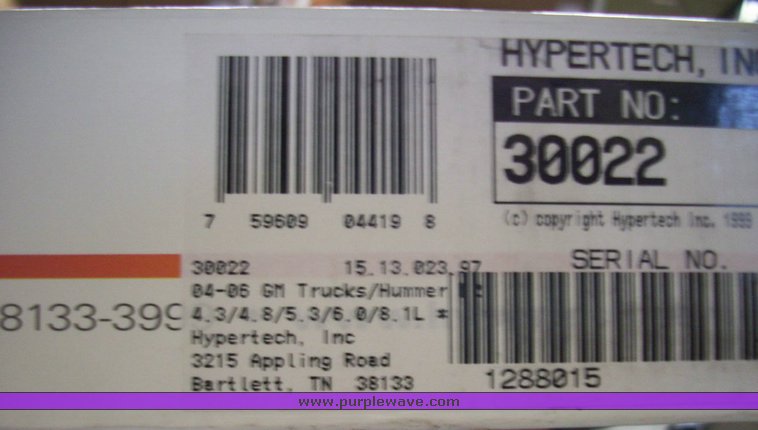 HYPERTECH, IN
PART NO:
30022
(c) copyright Hypertech Inc. 1999
7 59609 04419 8
SERIAL NO.
1288015
30022 15.13.023.97
04-06 GM Trucks/Hummer
4.3/4.8/5.3/6.0/8.1L *
Hypertech, Inc
3215 Appling Road
Bartlett, TN 38133
8133-399
www.purplewave.com